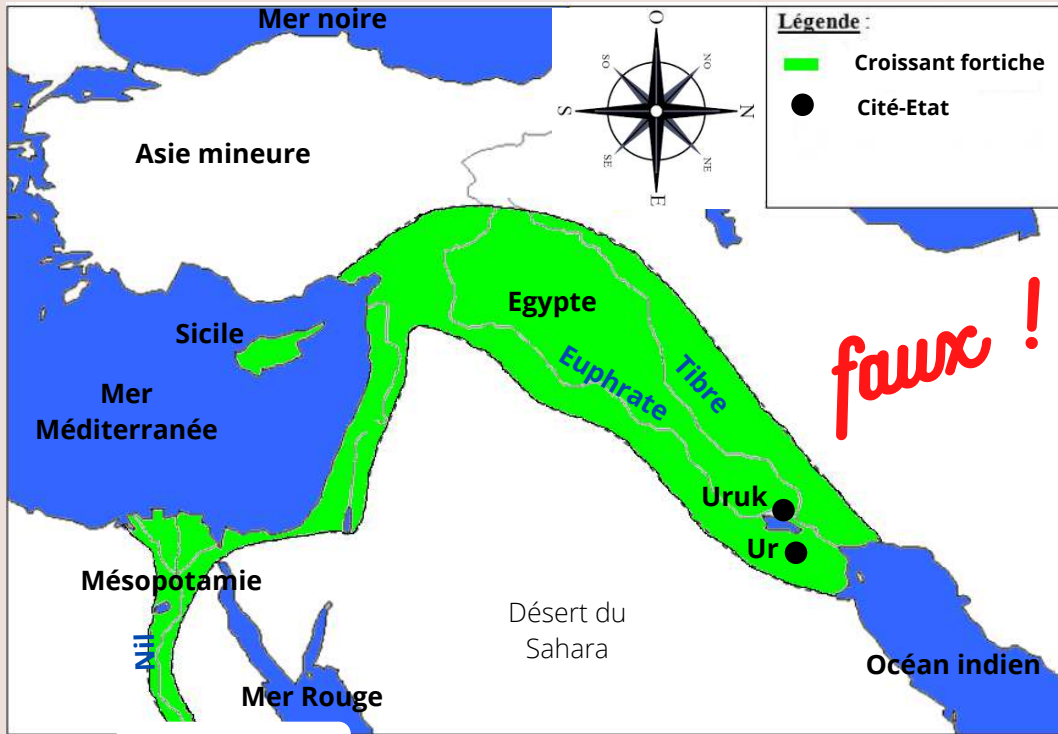 Mer noire
Légende :
Croissant fortiche
Cité-Etat
O
SO
NO
S
N
SE
NE
E
Asie mineure
Egypte
Sicile
Euphrate
Tibre
faux !
Mer
Méditerranée
Uruk
Ur
Mésopotamie
Nil
Désert du
Sahara
Mer Rouge
Océan indien